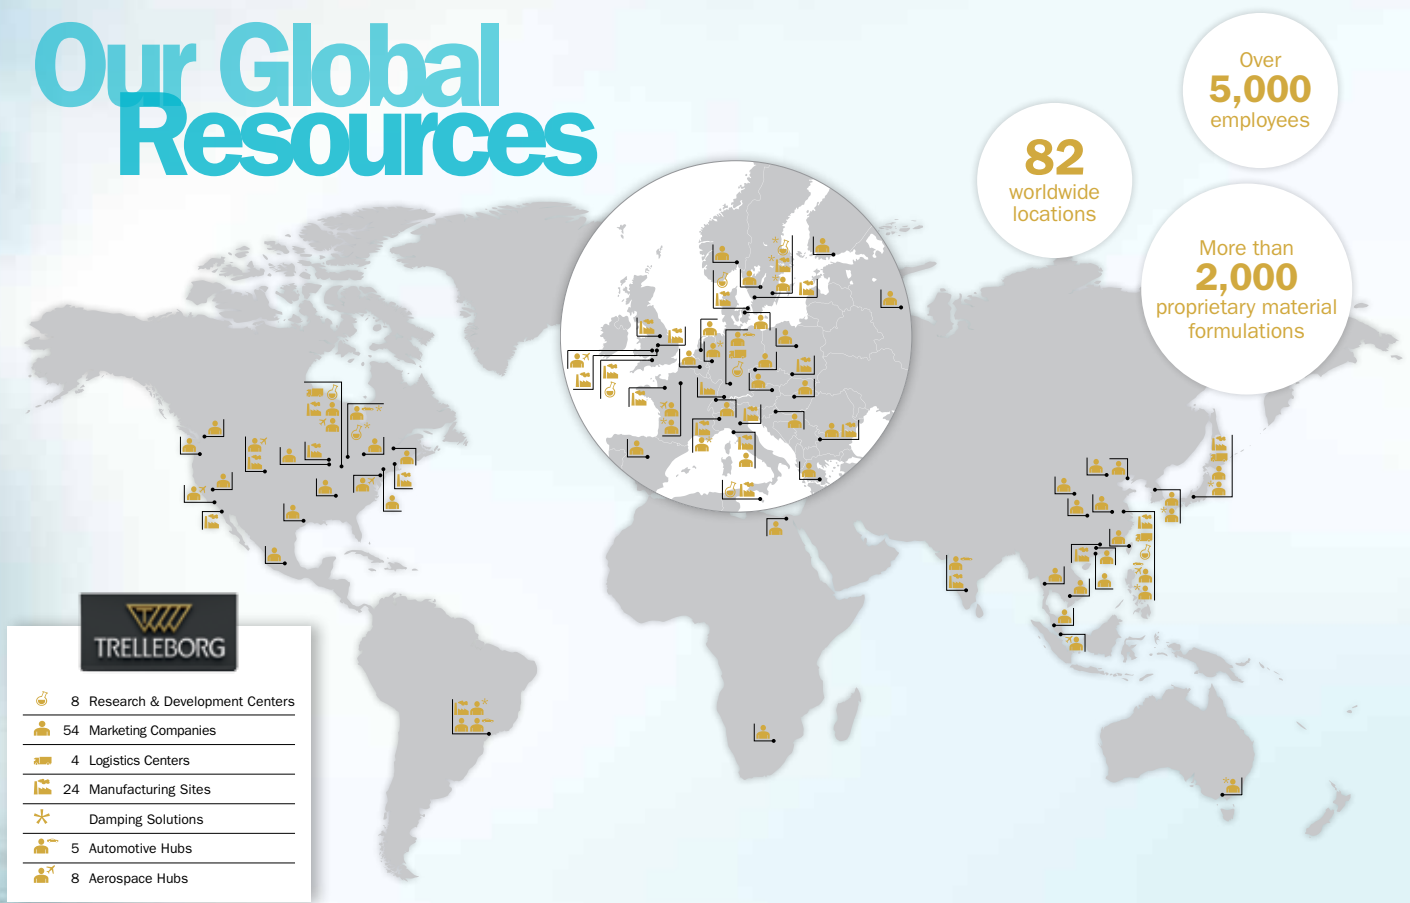 Our Global
Resources
Over
5,000
employees
82
worldwide
locations
More than
2,000
proprietary material
formulations
TRELLEBORG
8 Research & Development Centers
54 Marketing Companies
4 Logistics Centers
24 Manufacturing Sites
Damping Solutions
5 Automotive Hubs
8 Aerospace Hubs